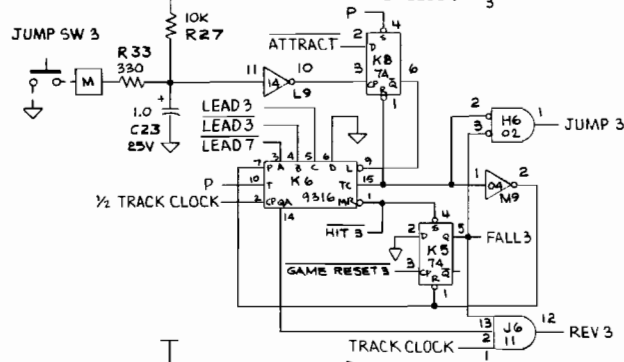 3
P
4
10K
R27
JUMP SW 3
ATTRACT
2
D
S
K8
74
R33
330
11
10
3
CP
Q
6
M
14
L9
R
1
LEAD 3
LEAD 3
LEAD 7
1.0
C23
25V
+
2
H6
02
1
JUMP 3
3
3
4
5
6
7
P
A
B
C
D
L
9
P
10
T
K6
TC
15
1
04
2
M9
½ TRACK CLOCK
2
CP
QA
9316
MR
1
14
4
HIT 3
2
D
S
Q
5
FALL 3
K5
74
GAME RESET 3
3
CP
Q
R
1
13
J6
12
REV 3
TRACK CLOCK
2
11
1